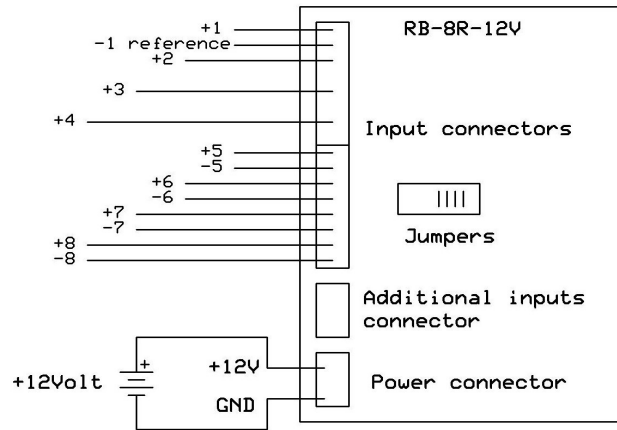 +1
RB-8R-12V
-1 reference
+2
+3
+4
Input connectors
+5
-5
+6
-6
+7
-7
Jumpers
+8
-8
Additional inputs
connector
+
+12V
+12Volt
Power connector
GND